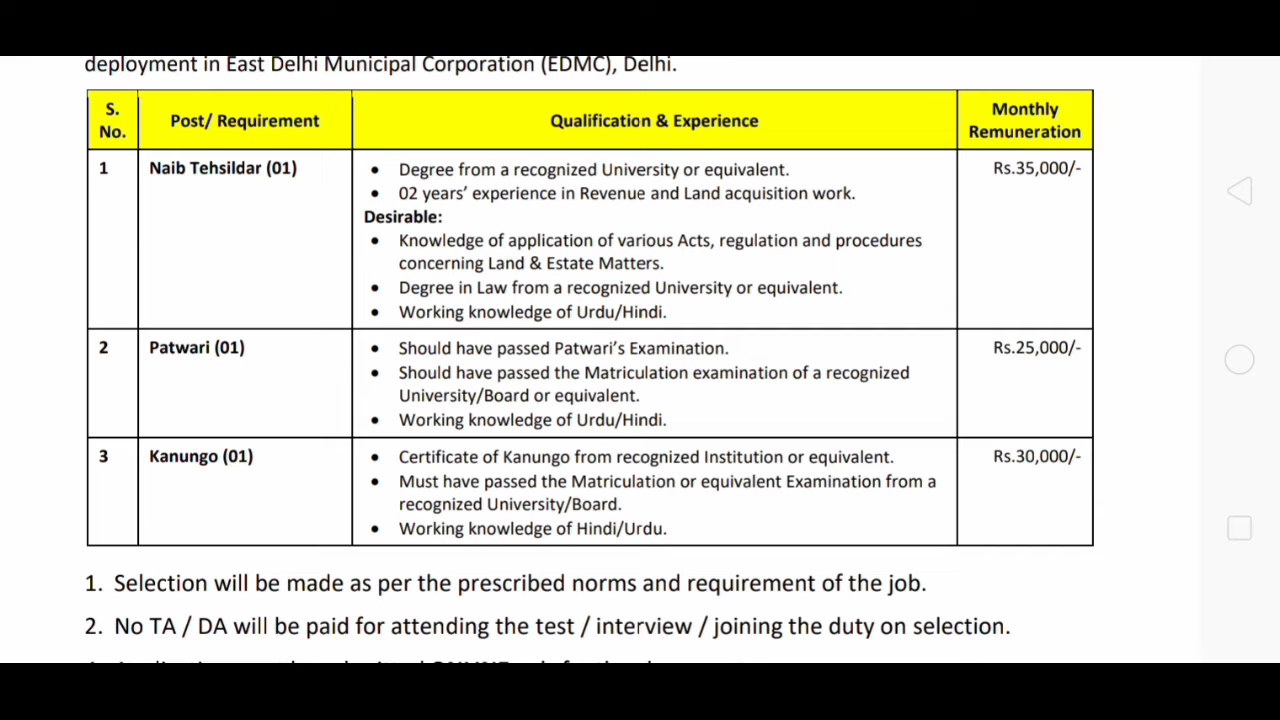 deployment in East Delhi Municipal Corporation (EDMC), Delhi.
S. No.
Post/ Requirement
Qualification & Experience
Monthly Remuneration
1
Naib Tehsildar (01)
• Degree from a recognized University or equivalent.
• 02 years’ experience in Revenue and Land acquisition work.
Desirable:
• Knowledge of application of various Acts, regulation and procedures
concerning Land & Estate Matters.
• Degree in Law from a recognized University or equivalent.
• Working knowledge of Urdu/Hindi.
Rs.35,000/-
2
Patwari (01)
• Should have passed Patwari’s Examination.
• Should have passed the Matriculation examination of a recognized
University/Board or equivalent.
• Working knowledge of Urdu/Hindi.
Rs.25,000/-
3
Kanungo (01)
• Certificate of Kanungo from recognized Institution or equivalent.
• Must have passed the Matriculation or equivalent Examination from a
recognized University/Board.
• Working knowledge of Hindi/Urdu.
Rs.30,000/-
1. Selection will be made as per the prescribed norms and requirement of the job.
2. No TA / DA will be paid for attending the test / interview / joining the duty on selection.